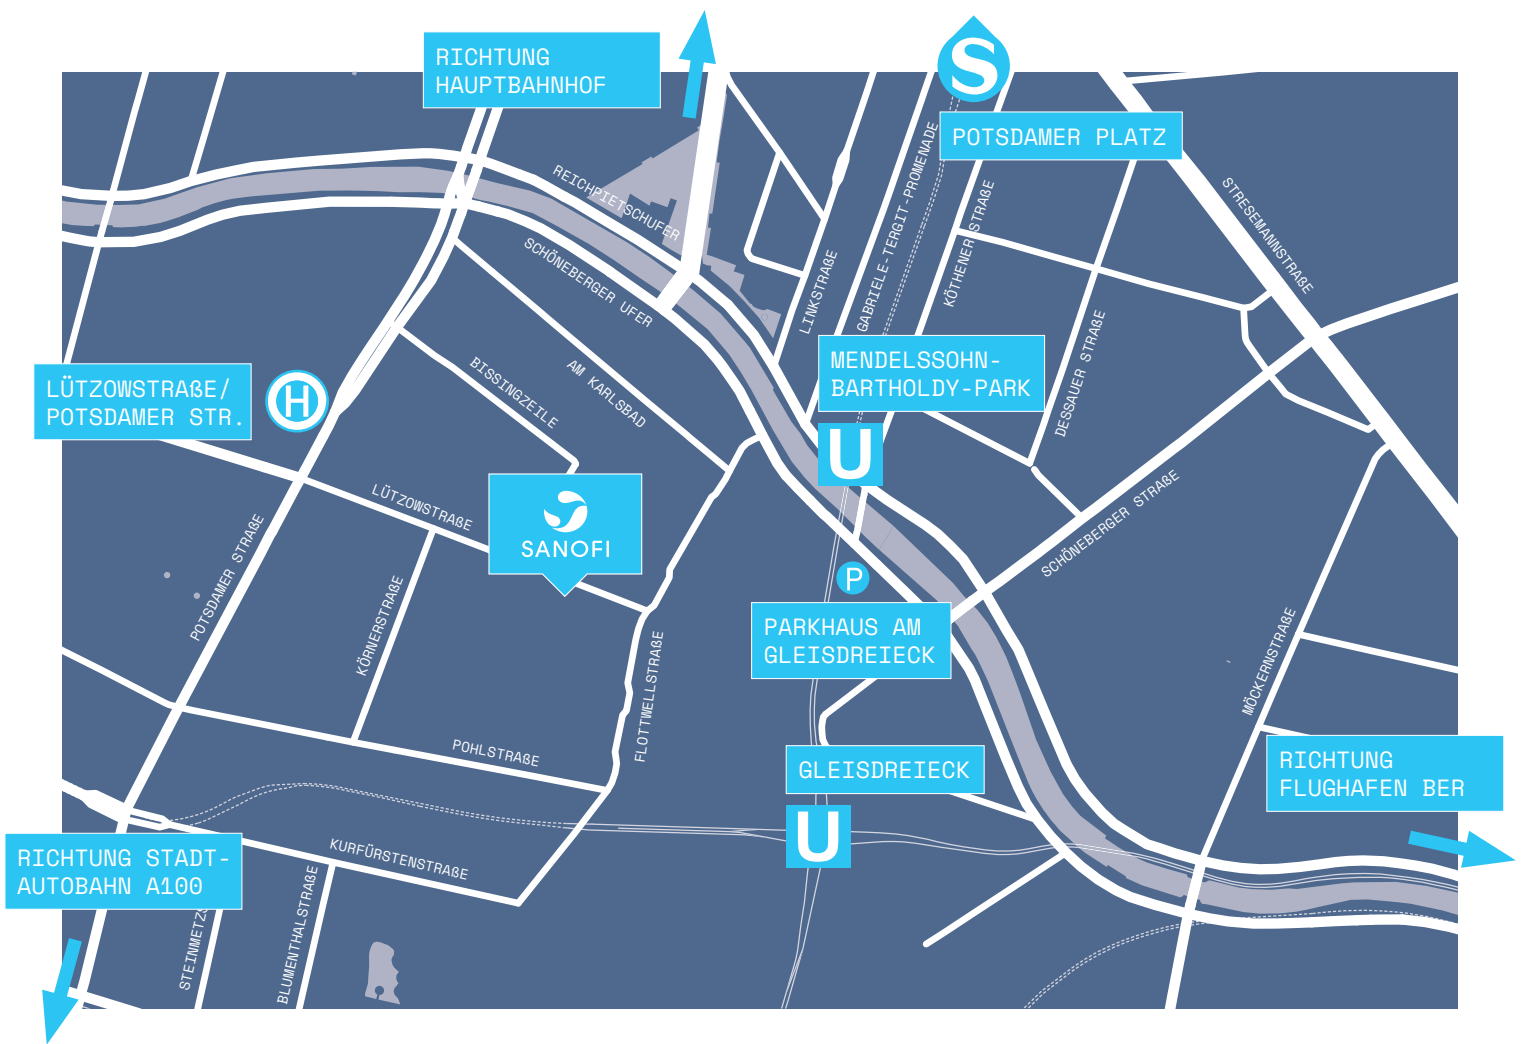 RICHTUNG
HAUPTBAHNHOF
S
POTSDAMER PLATZ
REICHPIETSCHUFER
SCHÖNEBERGER UFER
LINKSTRAßE
GABRIELE-TERGIT-PROMENADE
KÖTHENER STRAßE
STRESEMANNSTRAßE
DESSAUER STRAßE
MENDELSSOHN-
BARTHOLDY-PARK
U
LÜTZOWSTRAßE/
POTSDAMER STR.
H
BISSINGZEILE
AM KARLSBAD
LÜTZOWSTRAßE
SANOFI
POTSDAMER STRAßE
KÖRNERSTRAßE
SCHÖNEBERGER STRAßE
P
PARKHAUS AM
GLEISDREIECK
FLOTTWELLSTRAßE
MÖCKERNSTRAßE
POHLSTRAßE
GLEISDREIECK
U
RICHTUNG
FLUGHAFEN BER
KURFÜRSTENSTRAßE
RICHTUNG STADT-
AUTOBAHN A100
STEINMETZS
BLUMENTHALSTRAßE